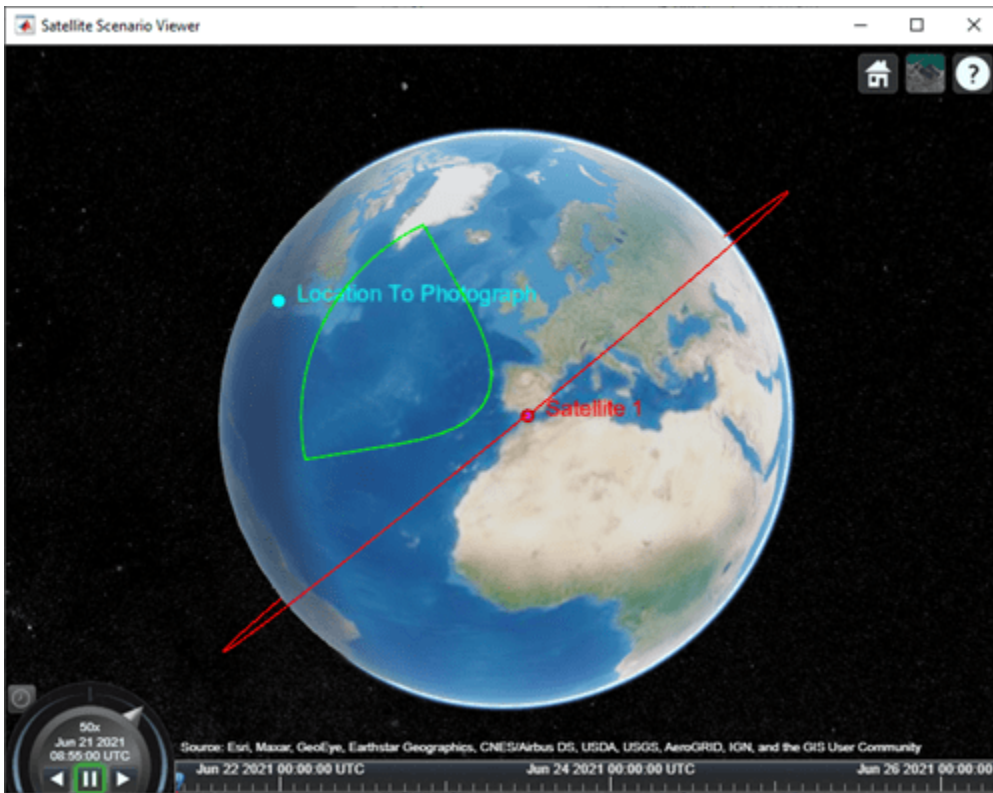 Satellite Scenario Viewer
?
Location To Photograph
Satellite 1
50x
Jun 21 2021
08:55:00 UTC
Source: Esri, Maxar, GeoEye, Earthstar Geographics, CNES/Airbus DS, USDA, USGS, AeroGRID, IGN, and the GIS User Community
Jun 22 2021 00:00:00 UTC Jun 24 2021 00:00:00 UTC Jun 26 2021 00:00:00